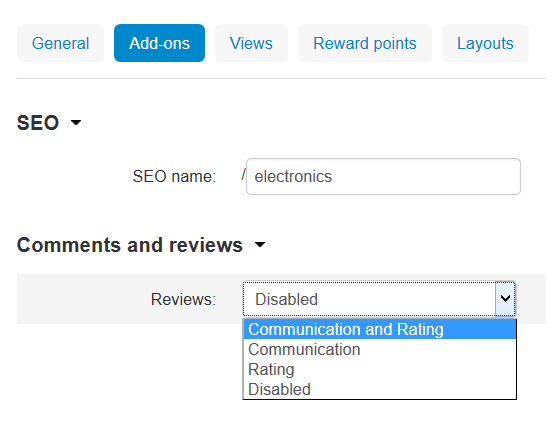 General Add-ons Views Reward points Layouts
SEO
SEO name: /electronics
Comments and reviews
Reviews: Disabled
Communication and Rating
Communication
Rating
Disabled